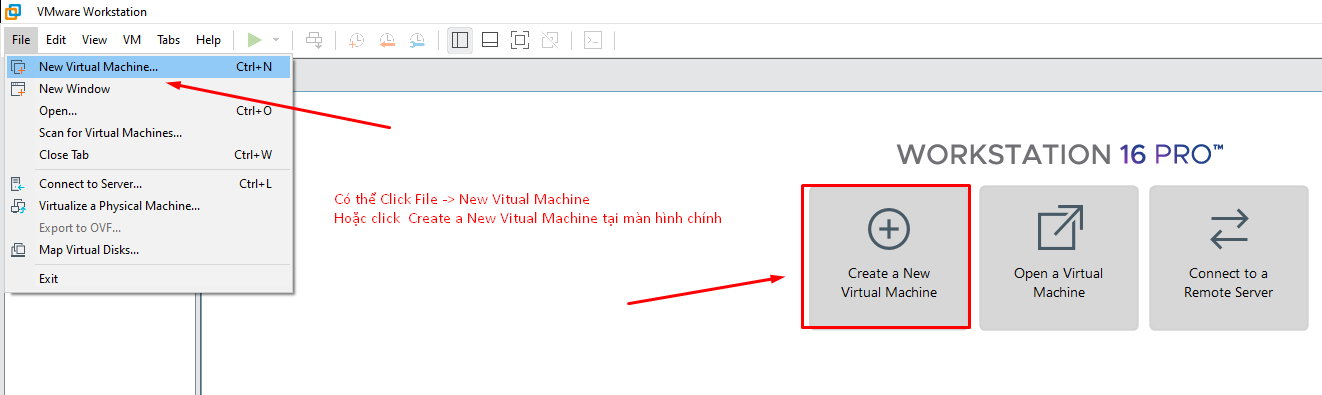 VMware Workstation
File Edit View VM Tabs Help
New Virtual Machine... Ctrl+N
New Window
Open... Ctrl+O
Scan for Virtual Machines...
Close Tab Ctrl+W
Connect to Server... Ctrl+L
Virtualize a Physical Machine...
Export to OVF...
Map Virtual Disks...
Exit
Có thể Click File -> New Vitual Machine
Hoặc click Create a New Vitual Machine tại màn hình chính
WORKSTATION 16 PRO™
Create a New
Virtual Machine
Open a Virtual
Machine
Connect to a
Remote Server